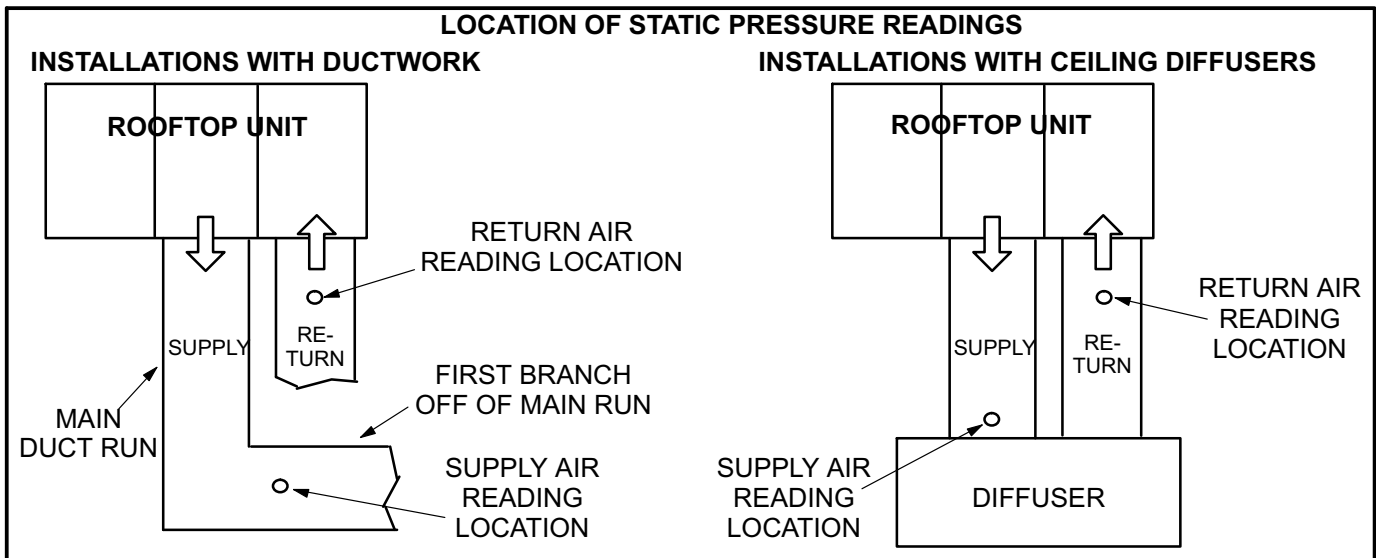 LOCATION OF STATIC PRESSURE READINGS
INSTALLATIONS WITH DUCTWORK
ROOFTOP UNIT
RETURN AIR
READING LOCATION
SUPPLY
RE-
TURN
FIRST BRANCH
OFF OF MAIN RUN
MAIN
DUCT RUN
SUPPLY AIR
READING
LOCATION
INSTALLATIONS WITH CEILING DIFFUSERS
ROOFTOP UNIT
RETURN AIR
READING
LOCATION
SUPPLY
RE-
TURN
SUPPLY AIR
READING
LOCATION
DIFFUSER